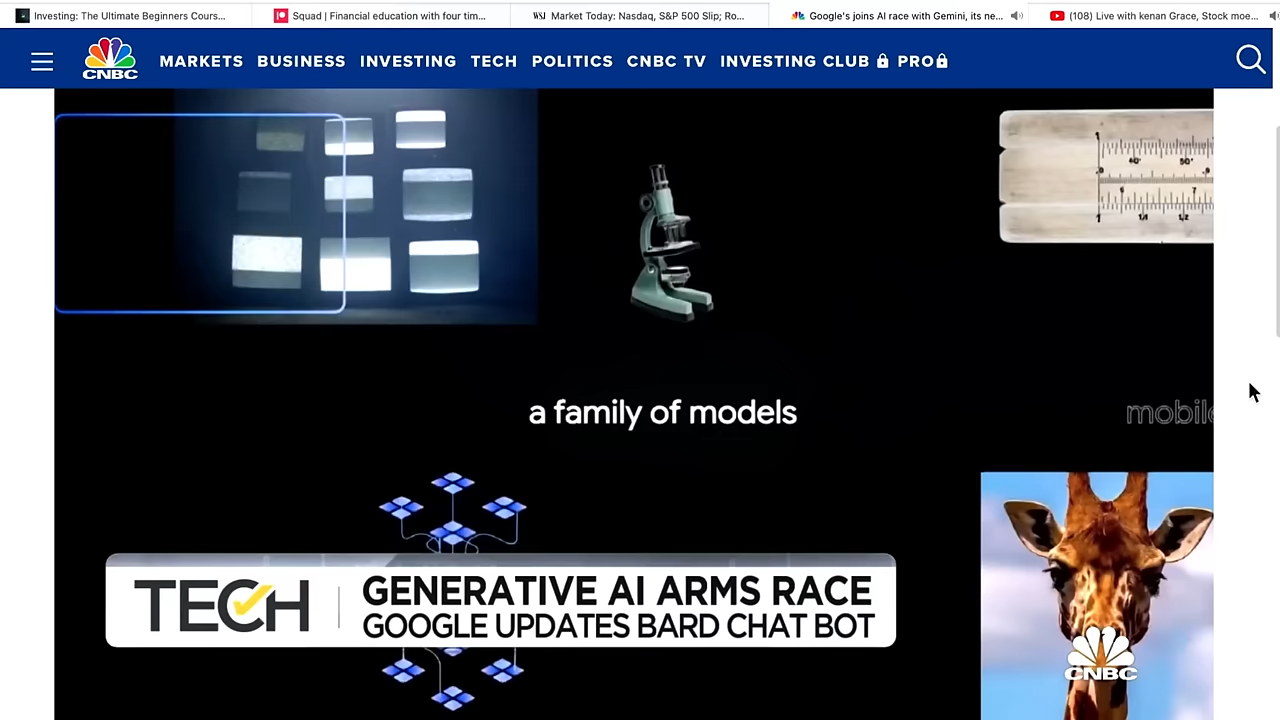 Investing: The Ultimate Beginners Cours...
Squad | Financial education with four tim...
WSJ Market Today: Nasdaq, S&P 500 Slip; Ro...
Google's joins AI race with Gemini, its ne...
(108) Live with kenan Grace, Stock moe...
CNBC
MARKETS BUSINESS INVESTING TECH POLITICS CNBC TV INVESTING CLUB PRO
40' 50'
a family of models
mobile
TECH
GENERATIVE AI ARMS RACE
GOOGLE UPDATES BARD CHAT BOT
CNBC